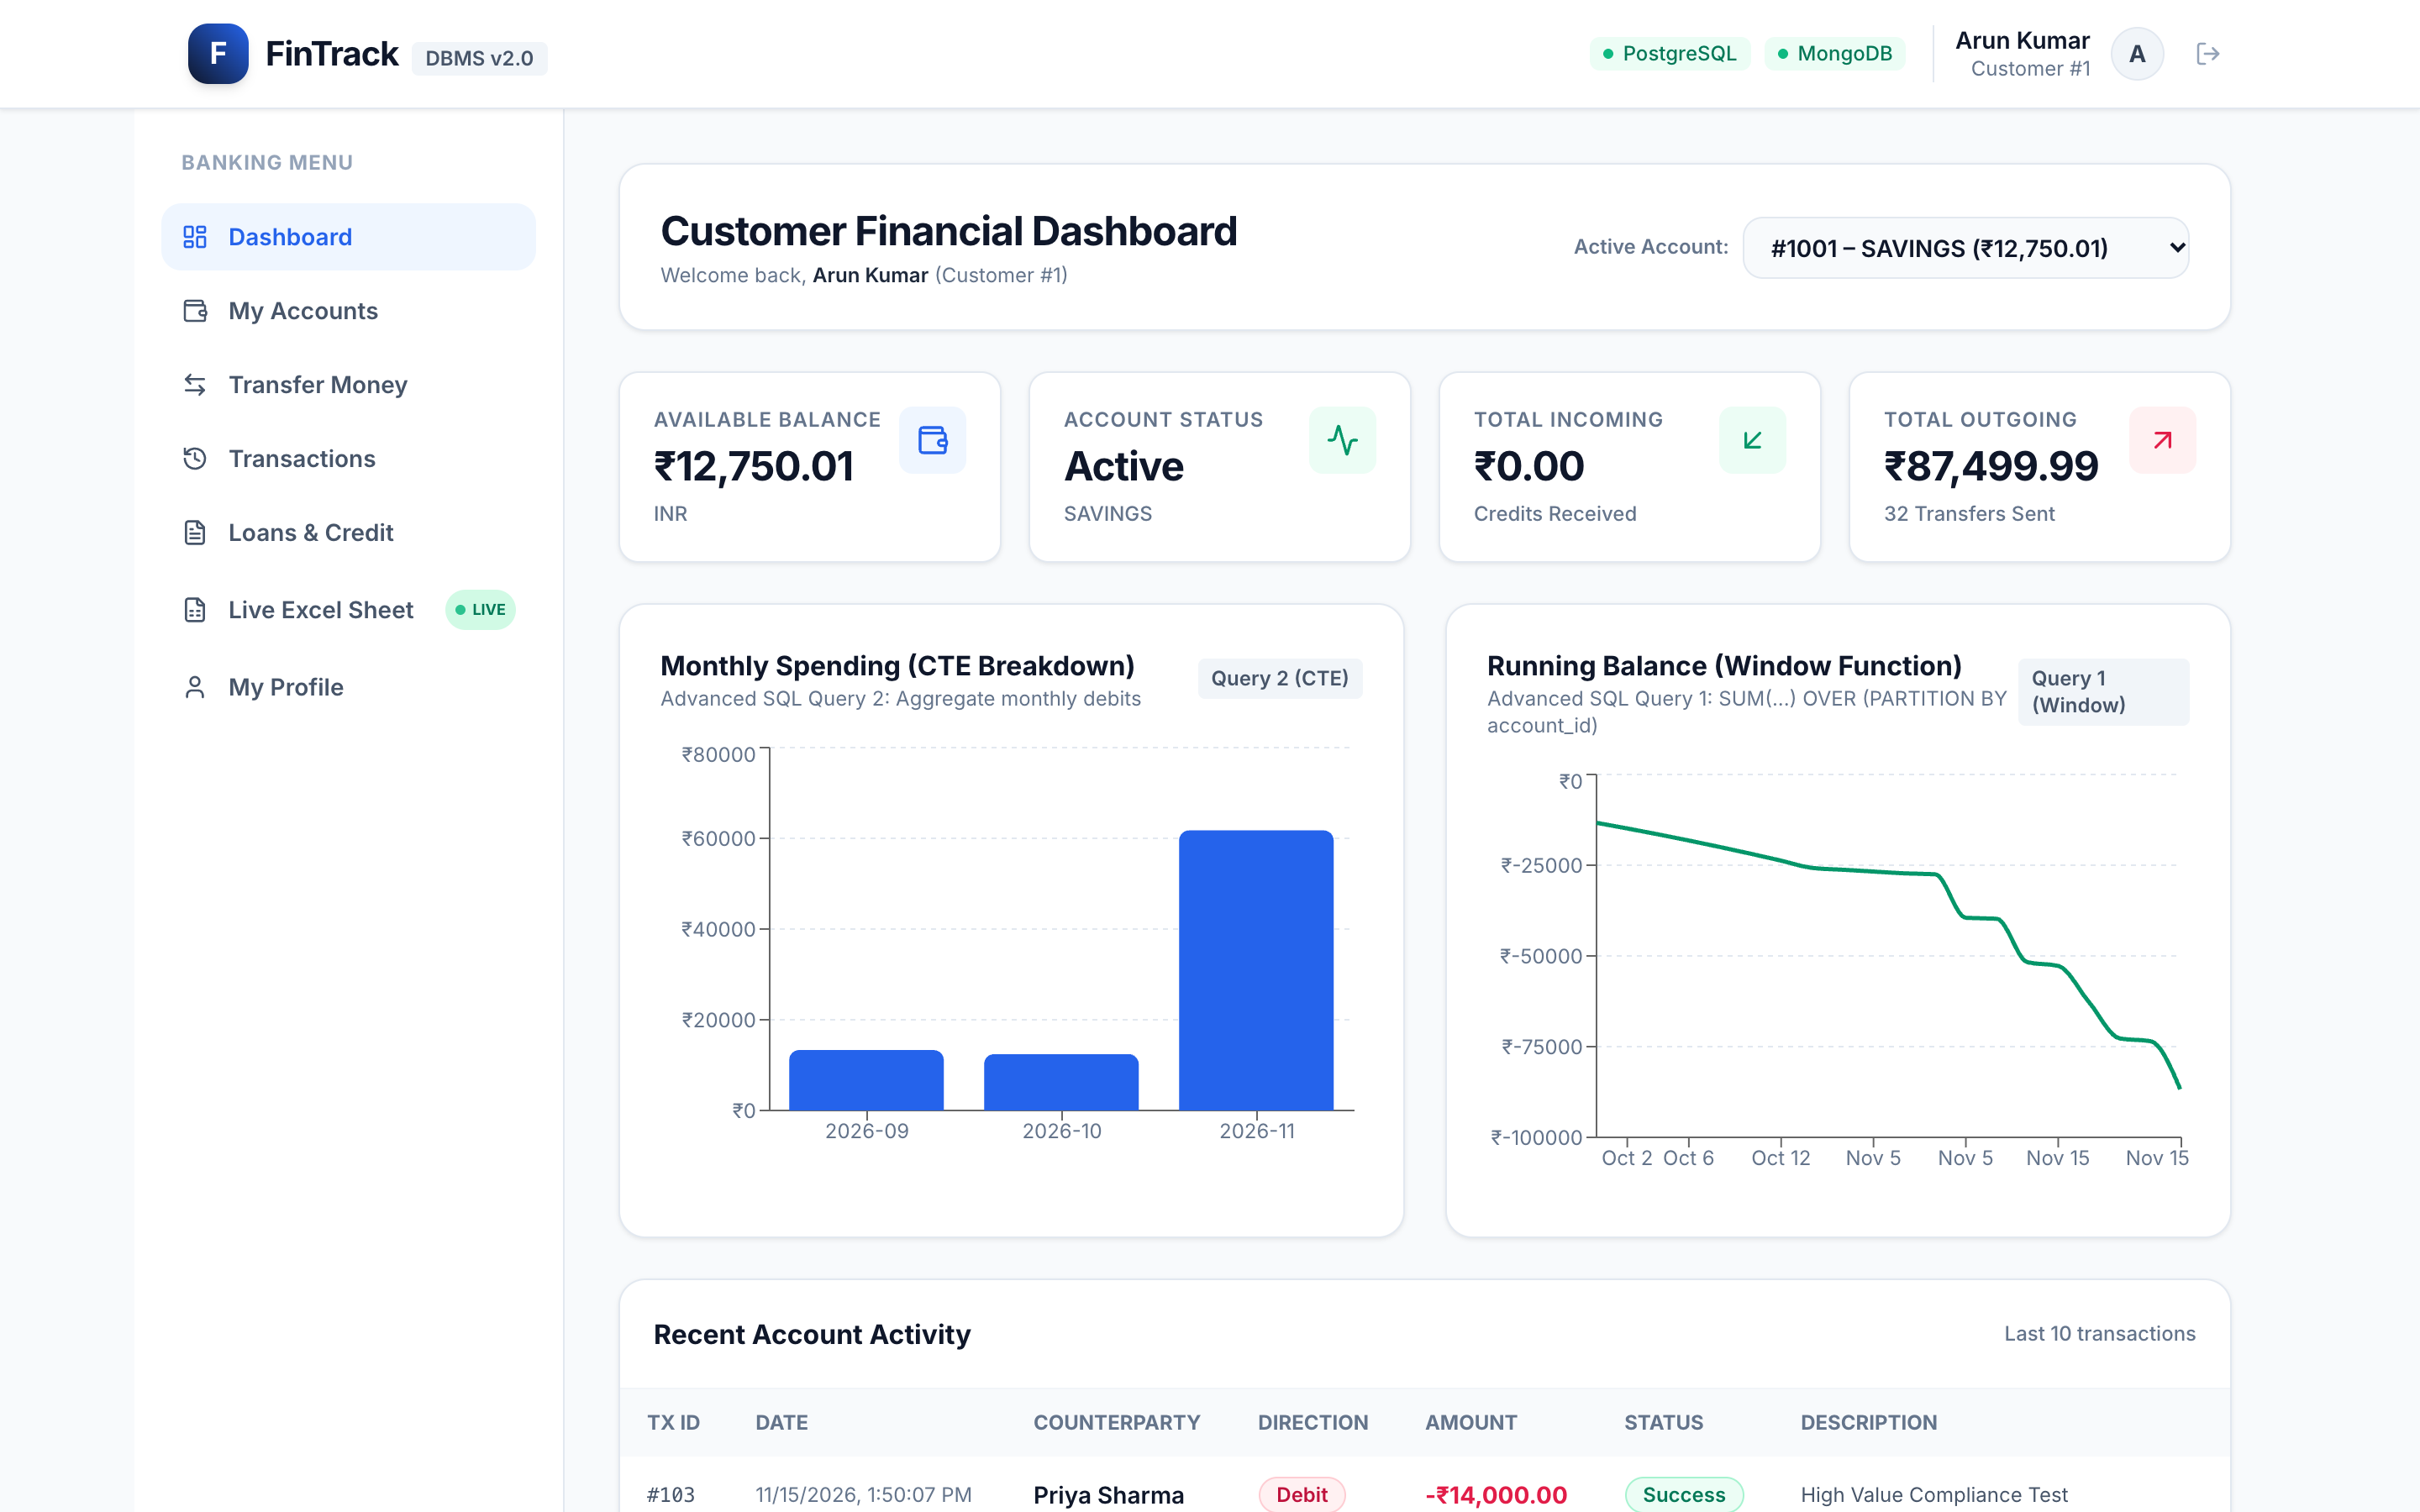 F
FinTrack
DBMS v2.0
PostgreSQL
MongoDB
Arun Kumar
Customer #1
A
BANKING MENU
Dashboard
My Accounts
Transfer Money
Transactions
Loans & Credit
Live Excel Sheet
LIVE
My Profile
Customer Financial Dashboard
Welcome back, Arun Kumar (Customer #1)
Active Account:
#1001 – SAVINGS (₹12,750.01)
AVAILABLE BALANCE
₹12,750.01
INR
ACCOUNT STATUS
Active
SAVINGS
TOTAL INCOMING
₹0.00
Credits Received
TOTAL OUTGOING
₹87,499.99
32 Transfers Sent
Monthly Spending (CTE Breakdown)
Advanced SQL Query 2: Aggregate monthly debits
Query 2 (CTE)
₹80000
₹60000
₹40000
₹20000
₹0
2026-09
2026-10
2026-11
Running Balance (Window Function)
Advanced SQL Query 1: SUM(...) OVER (PARTITION BY
account_id)
Query 1
(Window)
₹0
₹-25000
₹-50000
₹-75000
₹-100000
Oct 2
Oct 6
Oct 12
Nov 5
Nov 5
Nov 15
Nov 15
Recent Account Activity
Last 10 transactions
TX ID DATE COUNTERPARTY DIRECTION AMOUNT STATUS DESCRIPTION
#103 11/15/2026, 1:50:07 PM Priya Sharma Debit -₹14,000.00 Success High Value Compliance Test